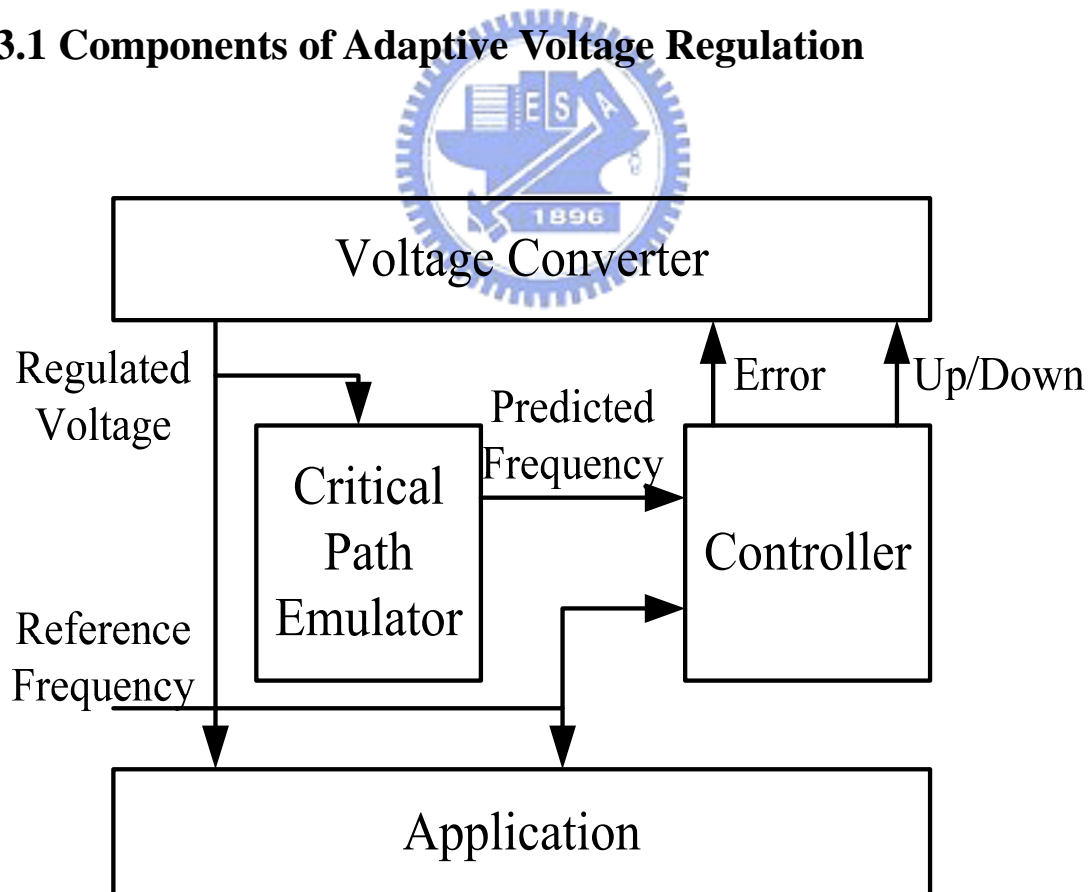 3.1 Components of Adaptive Voltage Regulation
E S A
1896
Voltage Converter
Regulated
Voltage
Error
Up/Down
Predicted
Frequency
Critical
Path
Emulator
Controller
Reference
Frequency
Application